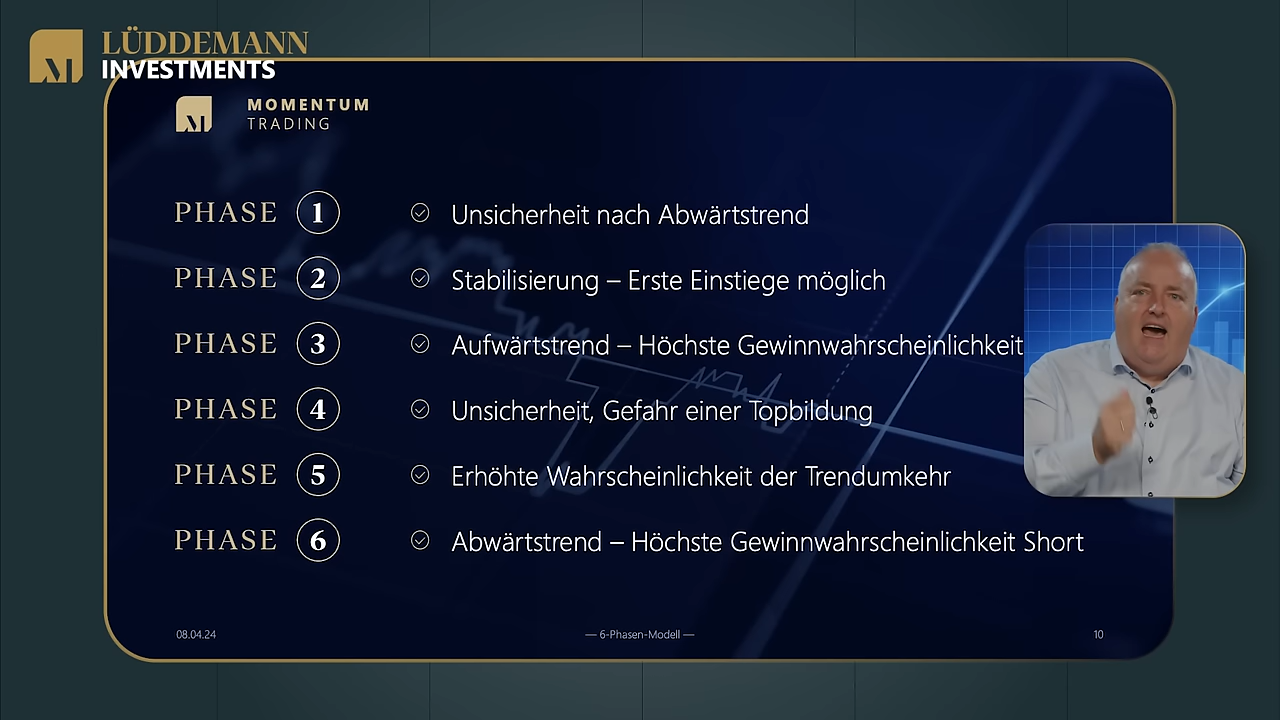 LÜDDEMANN
INVESTMENTS
MOMENTUM
TRADING
PHASE 1 Unsicherheit nach Abwärtstrend
PHASE 2 Stabilisierung – Erste Einstiege möglich
PHASE 3 Aufwärtstrend – Höchste Gewinnwahrscheinlichkeit
PHASE 4 Unsicherheit, Gefahr einer Topbildung
PHASE 5 Erhöhte Wahrscheinlichkeit der Trendumkehr
PHASE 6 Abwärtstrend – Höchste Gewinnwahrscheinlichkeit Short
08.04.24 — 6-Phasen-Modell — 10